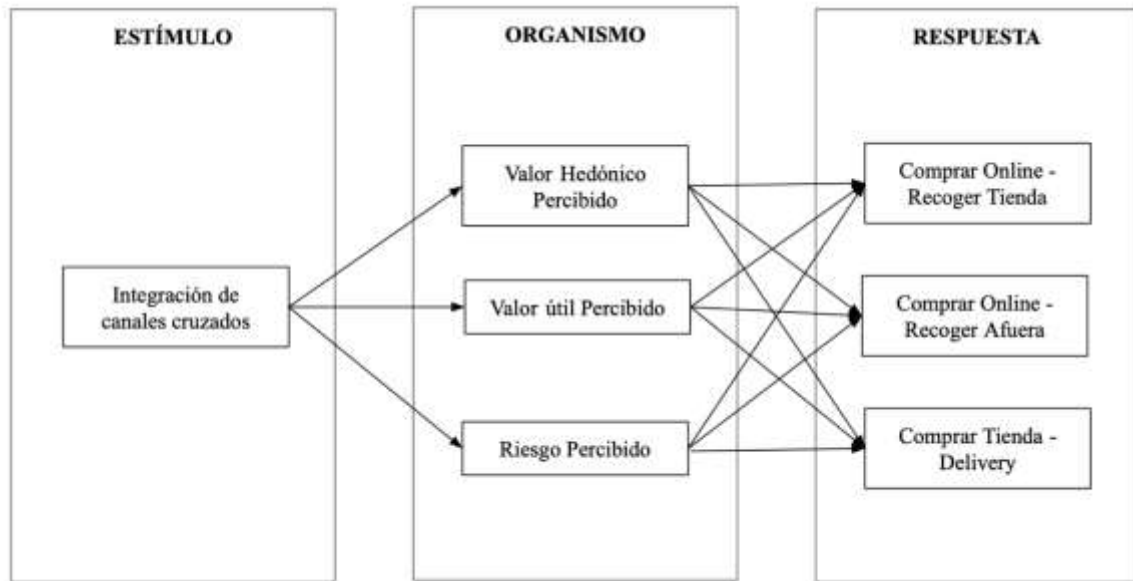 ESTÍMULO
Integración de
canales cruzados
ORGANISMO
Valor Hedónico
Percibido
Valor útil Percibido
Riesgo Percibido
RESPUESTA
Comprar Online -
Recoger Tienda
Comprar Online -
Recoger Afuera
Comprar Tienda -
Delivery